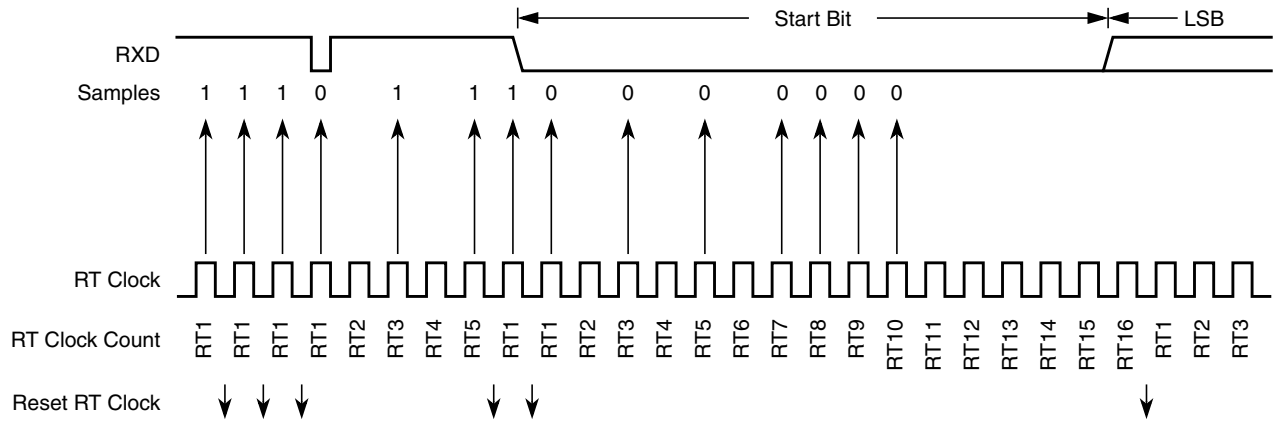 Start Bit LSB
RXD
Samples 1 1 1 0 1 1 1 0 0 0 0 0 0 0
RT Clock
RT Clock Count RT1 RT1 RT1 RT1 RT2 RT3 RT4 RT5 RT1 RT1 RT2 RT3 RT4 RT5 RT6 RT7 RT8 RT9 RT10 RT11 RT12 RT13 RT14 RT15 RT16 RT1 RT2 RT3
Reset RT Clock